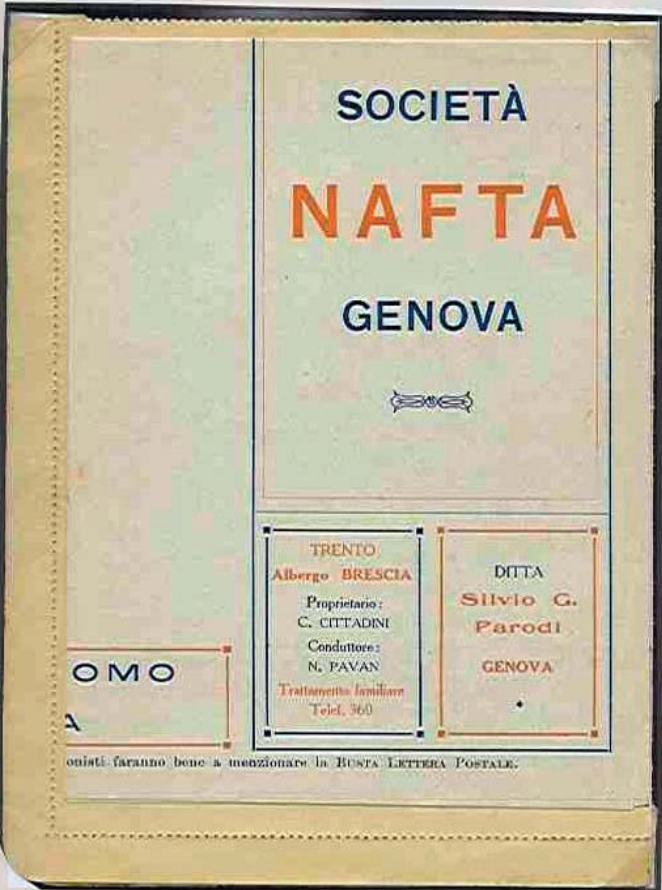 SOCIETÀ
NAFTA
GENOVA
TRENTO
Albergo BRESCIA
Proprietario:
C. CITTADINI
Conduttore:
N. PAVAN
Trattamento familiare
Telef. 360
DITTA
Silvio G.
Parodi
GENOVA
OMO
A
onisti faranno bene a menzionare la BUSTA LETTERA POSTALE.